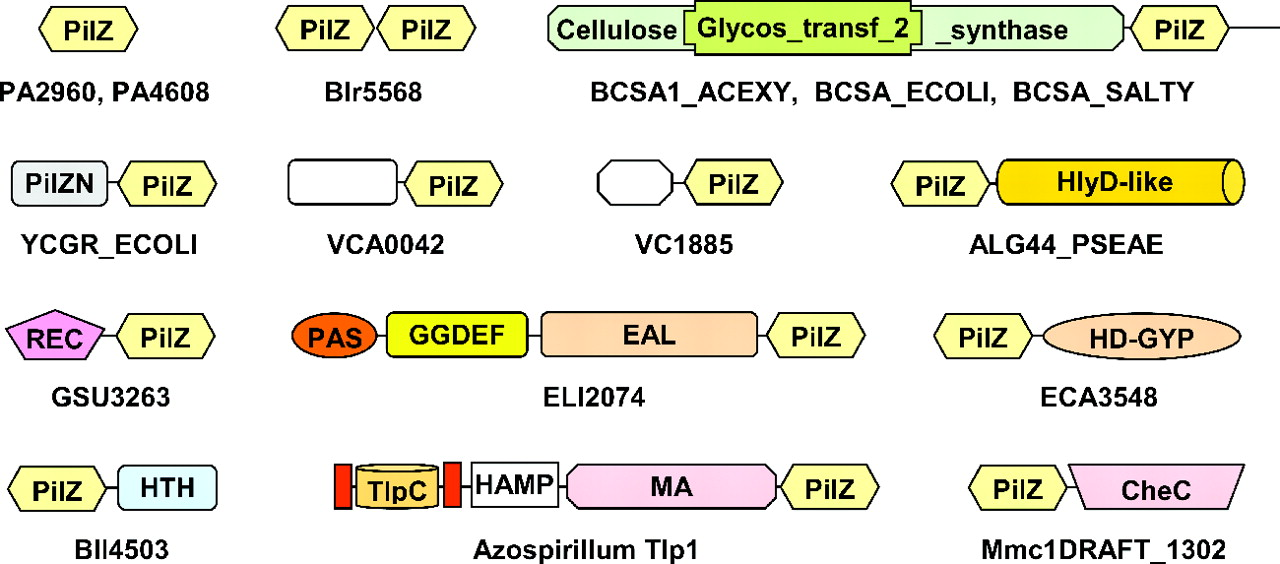 PilZ PilZ PilZ Cellulose Glycos_transf_2 _synthase PilZ
PA2960, PA4608 Blr5568 BCSA1_ACEXY, BCSA_ECOLI, BCSA_SALTY
PilZN PilZ PilZ PilZ PilZ HlyD-like
YCGR_ECOLI VCA0042 VC1885 ALG44_PSEAE
REC PilZ PAS GGDEF EAL PilZ PilZ HD-GYP
GSU3263 ELI2074 ECA3548
PilZ HTH TlpC HAMP MA PilZ PilZ CheC
Bll4503 Azospirillum Tlp1 Mmc1DRAFT_1302